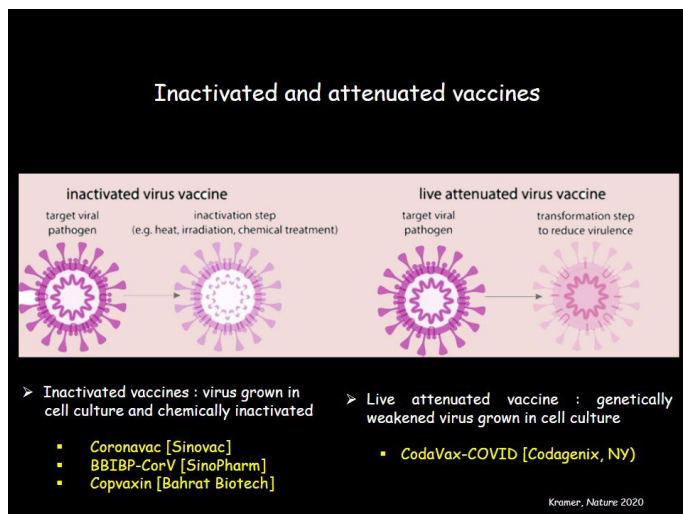 Inactivated and attenuated vaccines
inactivated virus vaccine
target viral
pathogen
inactivation step
(e.g. heat, irradiation, chemical treatment)
live attenuated virus vaccine
target viral
pathogen
transformation step
to reduce virulence
➢ Inactivated vaccines : virus grown in
cell culture and chemically inactivated
▪ Coronavac [Sinovac]
▪ BBIBP-CorV [SinoPharm]
▪ Copvaxin [Bahrat Biotech]
➢ Live attenuated vaccine : genetically
weakened virus grown in cell culture
▪ CodaVax-COVID [Codagenix, NY)
Kramer, Nature 2020